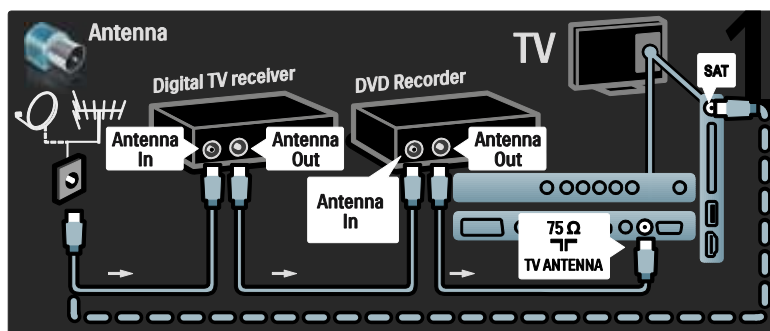 Antenna
TV
1
SAT
Digital TV receiver
DVD Recorder
Antenna
In
Antenna
Out
Antenna
In
Antenna
Out
75 Ω
TV ANTENNA